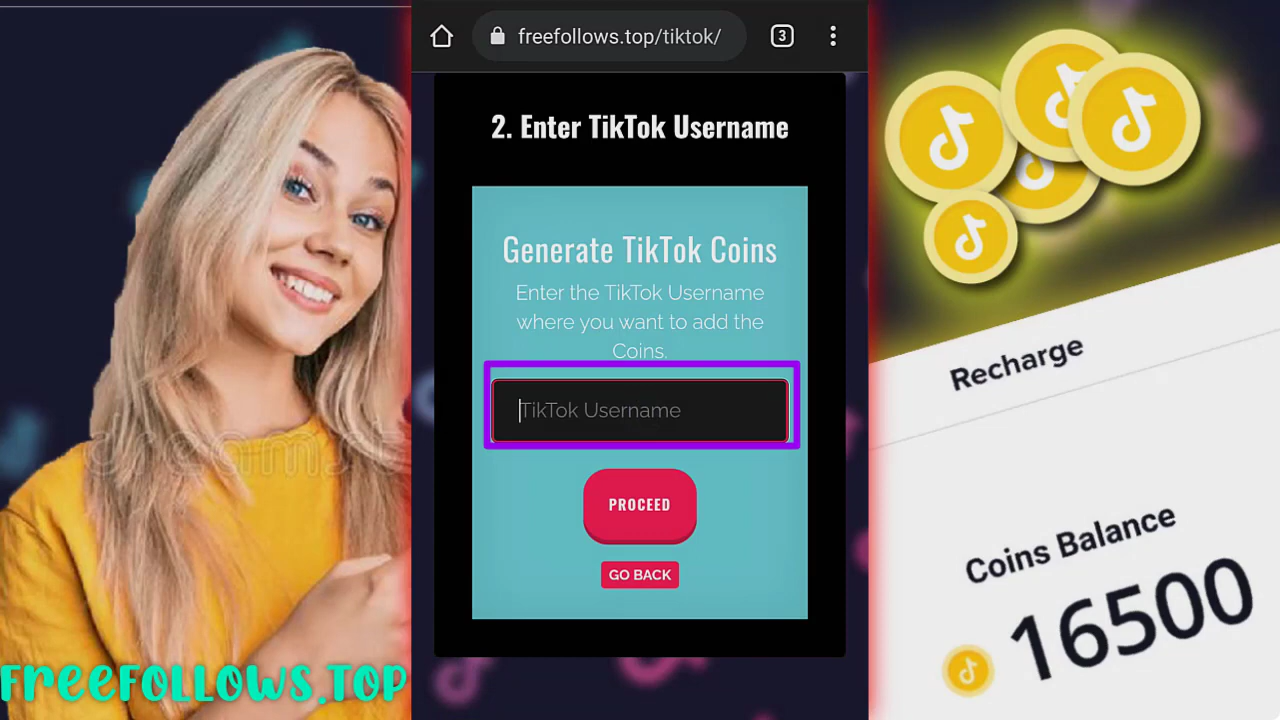 freefollows.top/tiktok/
3
2. Enter TikTok Username
Generate TikTok Coins
Enter the TikTok Username
where you want to add the
Coins.
TikTok Username
PROCEED
GO BACK
dreamst
FreeFollows.Top
Recharge
Coins Balance
16500